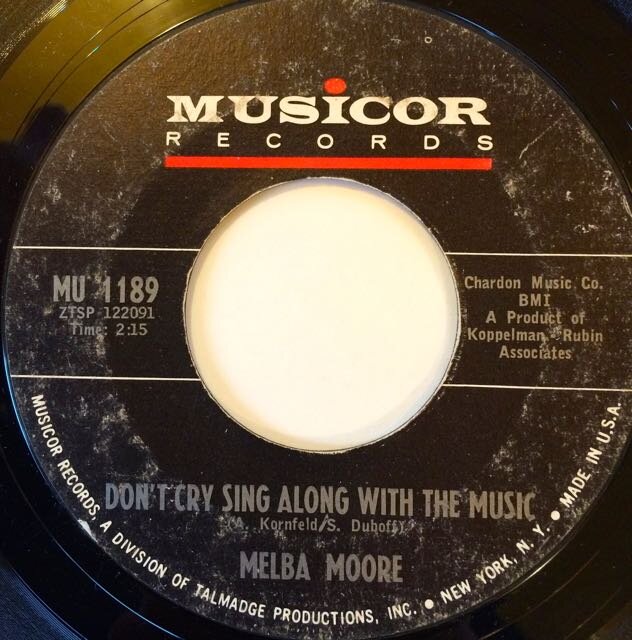 MUSICOR
RECORDS
MU 1189
ZTSP 122091
Time: 2:15
Chardon Music Co.
BMI
A Product of
Koppelman - Rubin
Associates
DON'T CRY SING ALONG WITH THE MUSIC
(A. Kornfeld/S. Duboff)
MELBA MOORE
MUSICOR RECORDS, A DIVISION OF TALMADGE PRODUCTIONS, INC. • NEW YORK, N. Y. • MADE IN U.S.A.